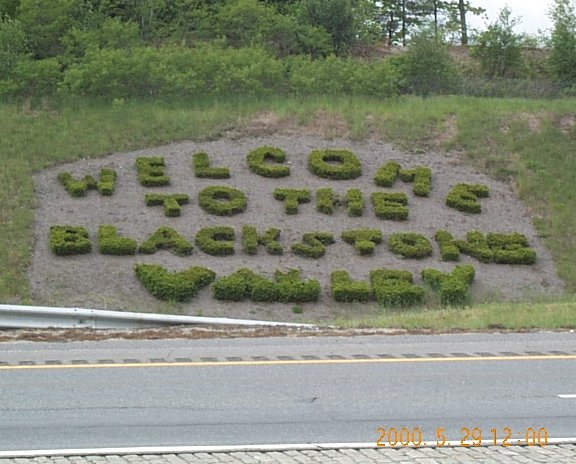 WELCOME
TO THE
BLACKSTONE
VALLEY
2000. 5. 29 12:00